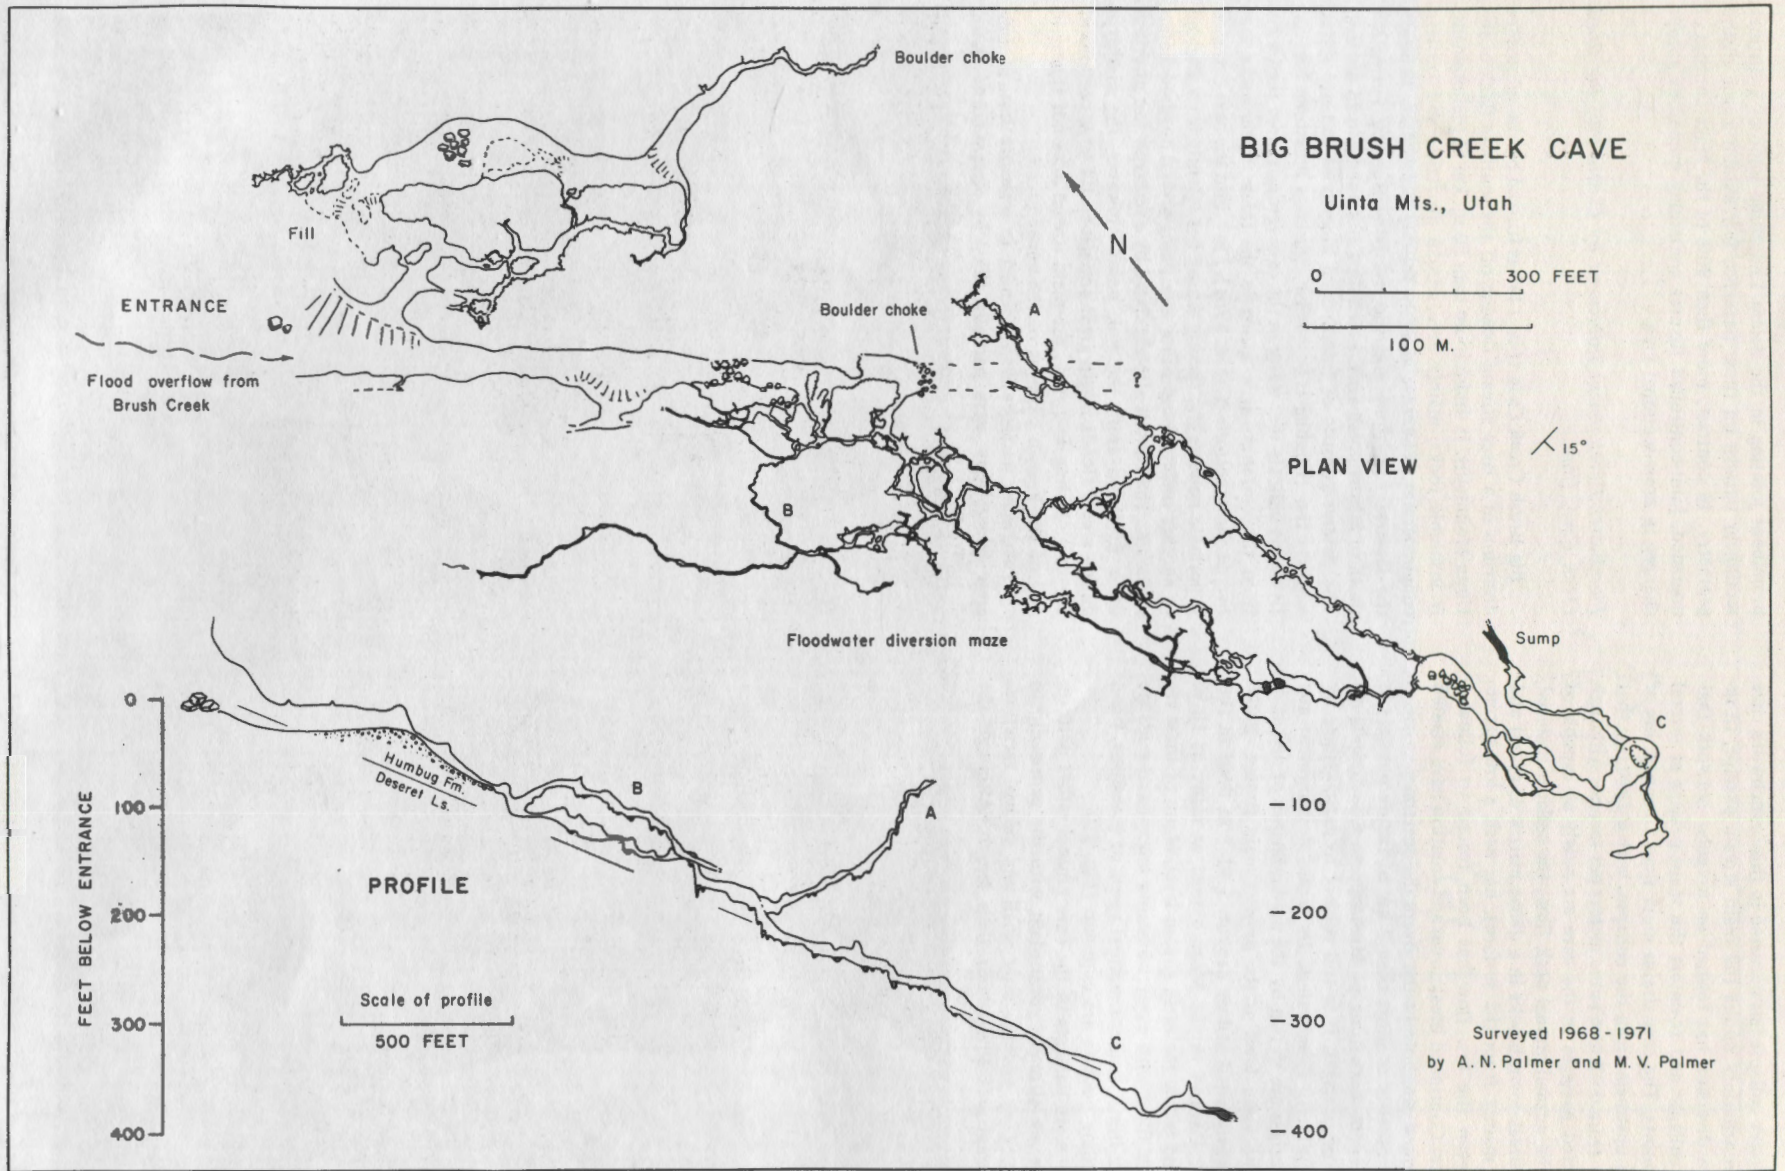 Boulder choke
BIG BRUSH CREEK CAVE
Uinta Mts., Utah
Fill
N
0 300 FEET
100 M.
ENTRANCE
Boulder choke
A
Flood overflow from
Brush Creek
?
15°
PLAN VIEW
B
Floodwater diversion maze
Sump
C
FEET BELOW ENTRANCE
0
100
200
300
400
Humbug Fm.
Deseret Ls.
B
A
PROFILE
Scale of profile
500 FEET
C
-100
-200
-300
-400
Surveyed 1968-1971
by A. N. Palmer and M. V. Palmer